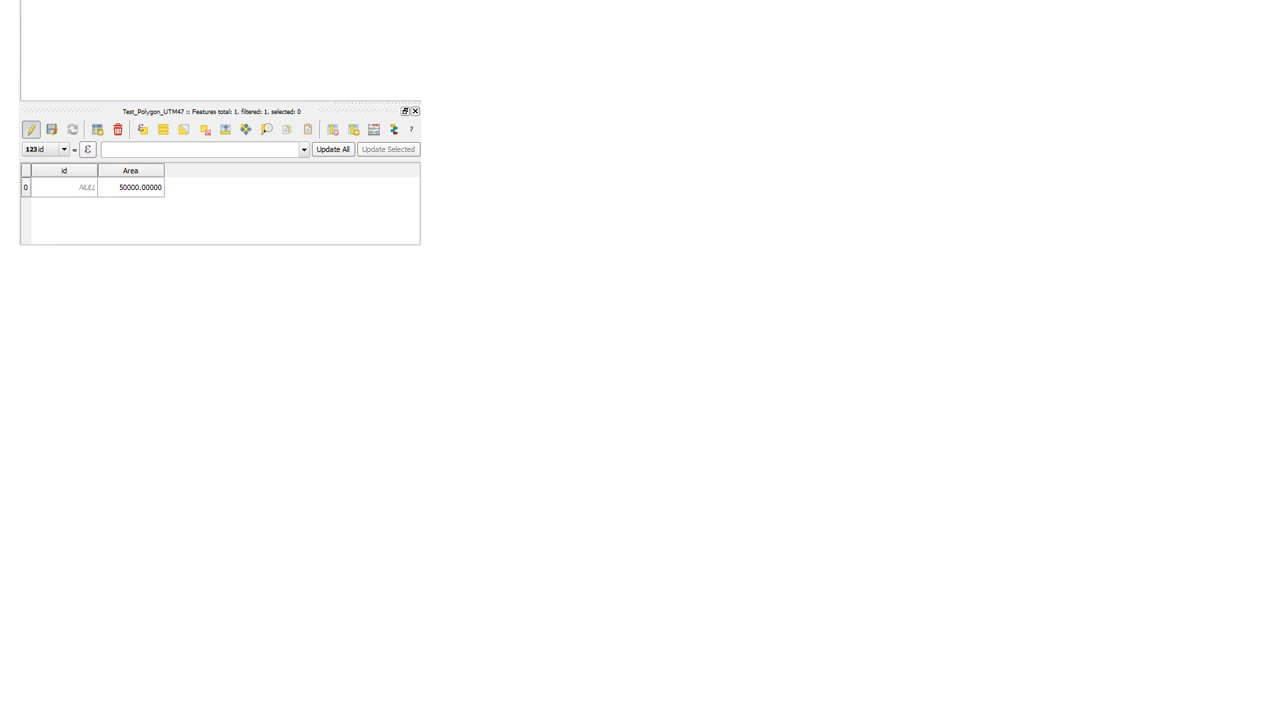 Test_Polygon_UTM47 :: Features total: 1, filtered: 1, selected: 0
?
123 id = ε Update All Update Selected
id Area
0 NULL 50000.00000